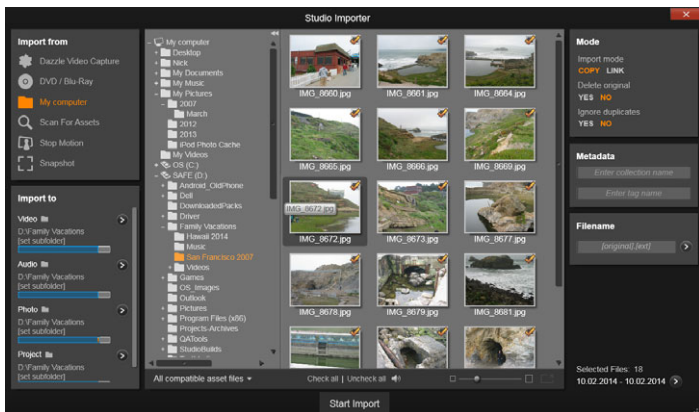 Studio Importer
Import from
Dazzle Video Capture
DVD / Blu-Ray
My computer
Scan For Assets
Stop Motion
Snapshot
Import to
Video
D:\Family Vacations
[set subfolder]
Audio
D:\Family Vacations
[set subfolder]
Photo
D:\Family Vacations
[set subfolder]
Project
D:\Family Vacations
[set subfolder]
My computer
Desktop
Nick
My Documents
My Music
My Pictures
2007
March
2012
2013
iPod Photo Cache
My Videos
OS (C:)
SAFE (D:)
Android_OldPhone
Dell
DownloadedPacks
Driver
Family Vacations
Hawaii 2014
Music
San Francisco 2007
Videos
Games
OS_Images
Outlook
Pictures
Program Files (x86)
Projects-Archives
QATools
StudioBuilds
All compatible asset files
IMG_8660.jpg
IMG_8661.jpg
IMG_8664.jpg
IMG_8665.jpg
IMG_8666.jpg
IMG_8669.jpg
IMG_8672.jpg
IMG_8672.jpg
IMG_8673.jpg
IMG_8677.jpg
IMG_8678.jpg
IMG_8679.jpg
IMG_8681.jpg
Check all | Uncheck all
Mode
Import mode
COPY LINK
Delete original
YES NO
Ignore duplicates
YES NO
Metadata
Enter collection name
Enter tag name
Filename
[original].[ext]
Selected Files: 18
10.02.2014 - 10.02.2014
Start Import